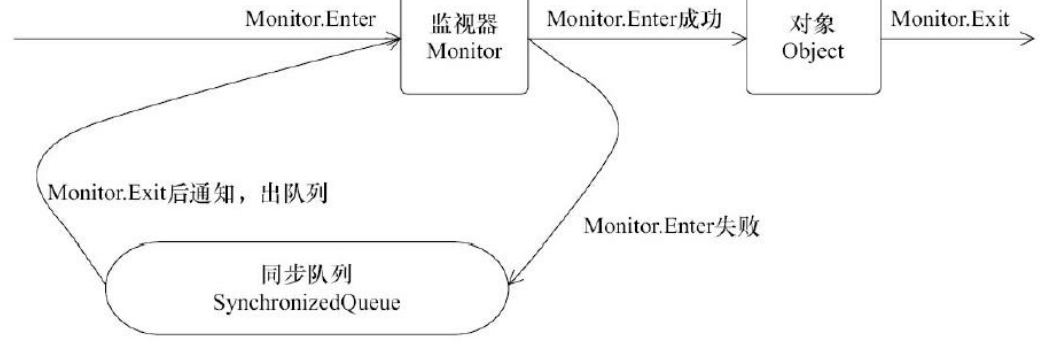 Monitor.Enter
监视器
Monitor
Monitor.Enter成功
对象
Object
Monitor.Exit
Monitor.Exit后通知，出队列
Monitor.Enter失败
同步队列
SynchronizedQueue